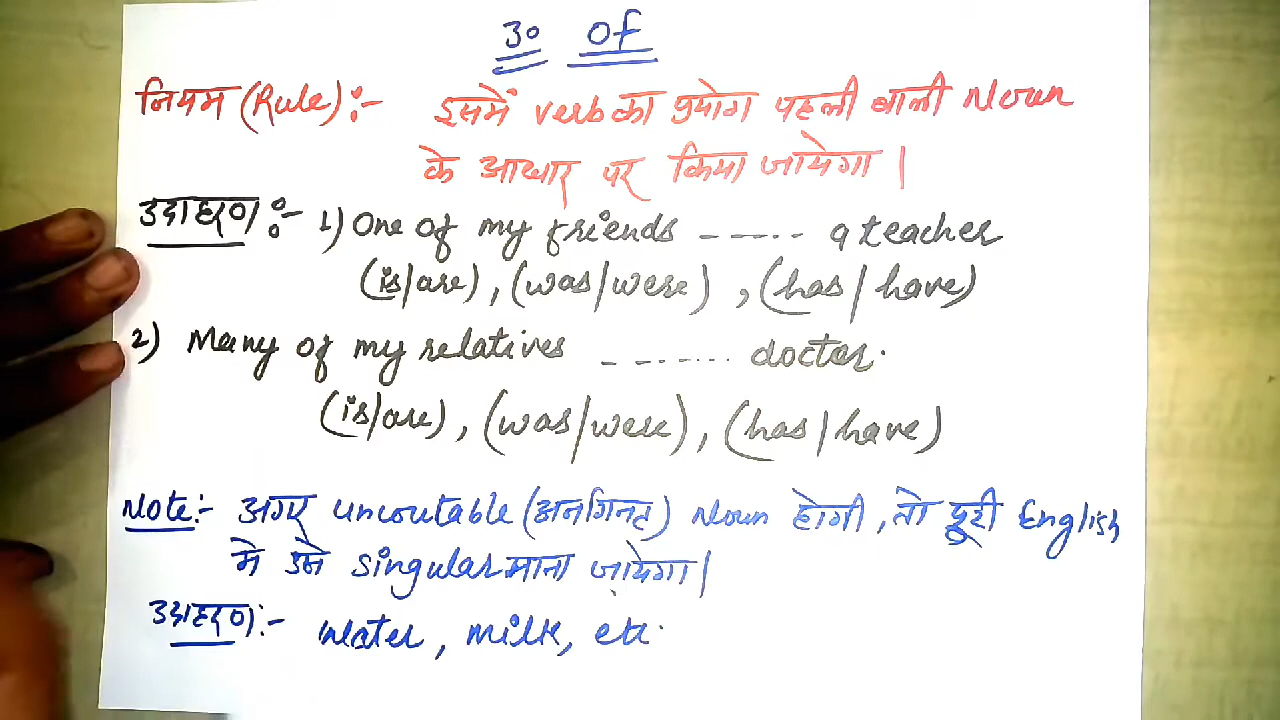 3० of
नियम (Rule) :- इसमें verb का प्रयोग पहली वाली Noun
के आधार पर किया जायेगा |
उदाहरण :- 1) One of my friends ----- a teacher
(is/are), (was/were) , (has/have)
2) Many of my relatives ------- doctor.
(is/are), (was/were), (has/have)
Note:- अगर uncoutable (अनगिनत) Noun होगी, तो पूरी English
मे उसे singular माना जायेगा |
उदाहरण :- Water, milk, etc.